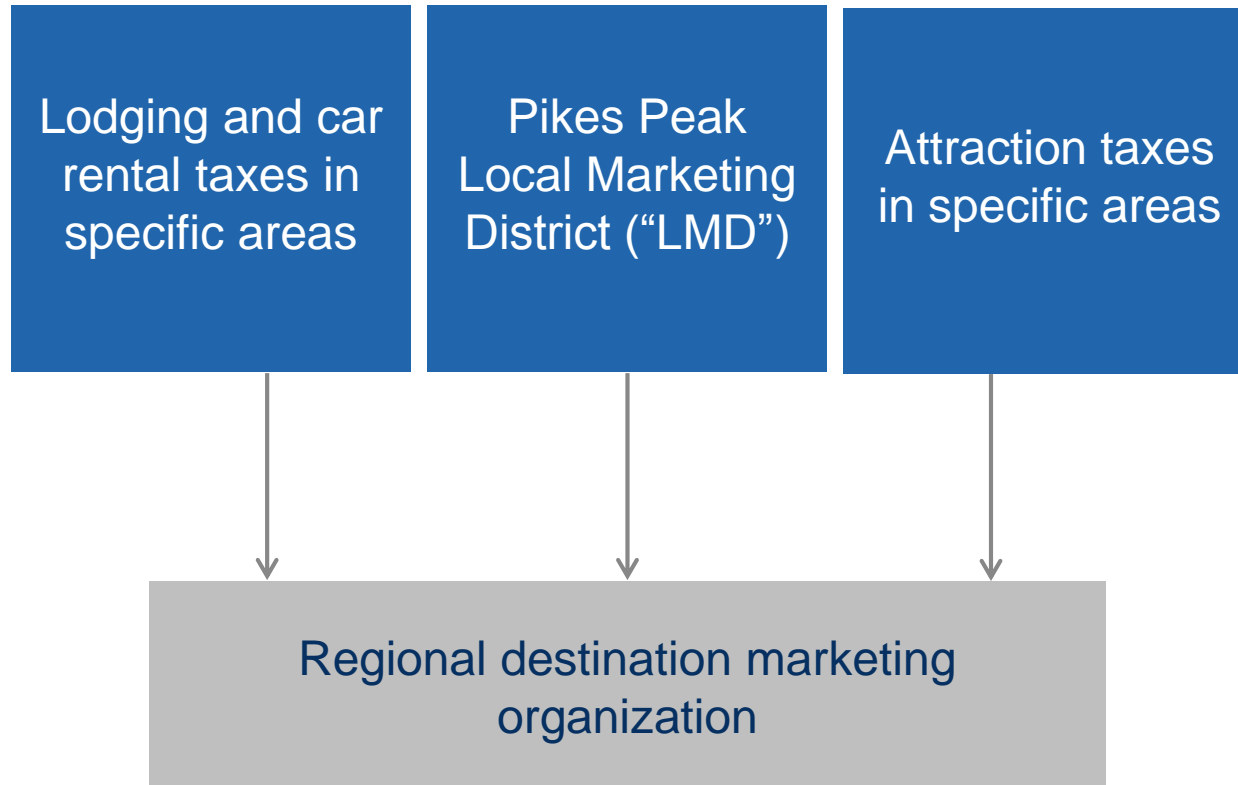 Lodging and car
rental taxes in
specific areas
Pikes Peak
Local Marketing
District (“LMD”)
Attraction taxes
in specific areas
Regional destination marketing
organization